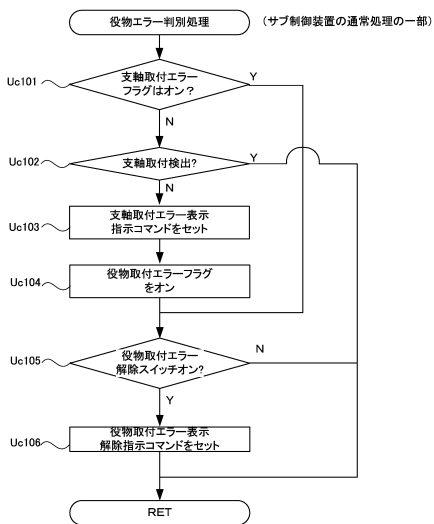 役物エラー判別処理
（サブ制御装置の通常処理の一部）
Uc101
支軸取付エラー
フラグはオン？
Y
N
Uc102
支軸取付検出?
Y
N
Uc103
支軸取付エラー表示
指示コマンドをセット
Uc104
役物取付エラーフラグ
をオン
Uc105
役物取付エラー
解除スイッチオン?
N
Y
Uc106
役物取付エラー表示
解除指示コマンドをセット
RET